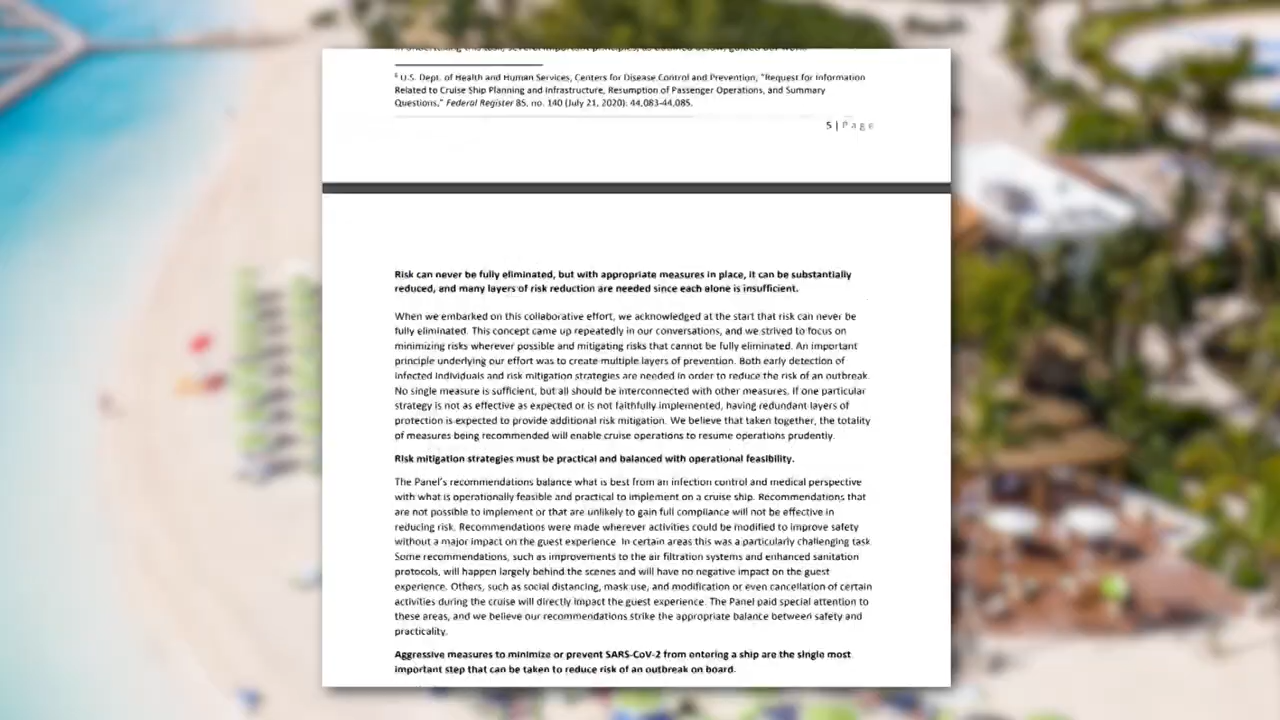 in undertaking this task, several important principles, as outlined below, guided our work.
6 U.S. Dept. of Health and Human Services, Centers for Disease Control and Prevention, "Request for Information
Related to Cruise Ship Planning and Infrastructure, Resumption of Passenger Operations, and Summary
Questions," Federal Register 85, no. 140 (July 21, 2020): 44,083-44,085.
5 | Page
Risk can never be fully eliminated, but with appropriate measures in place, it can be substantially
reduced, and many layers of risk reduction are needed since each alone is insufficient.
When we embarked on this collaborative effort, we acknowledged at the start that risk can never be
fully eliminated. This concept came up repeatedly in our conversations, and we strived to focus on
minimizing risks wherever possible and mitigating risks that cannot be fully eliminated. An important
principle underlying our effort was to create multiple layers of prevention. Both early detection of
infected individuals and risk mitigation strategies are needed in order to reduce the risk of an outbreak.
No single measure is sufficient, but all should be interconnected with other measures. If one particular
strategy is not as effective as expected or is not faithfully implemented, having redundant layers of
protection is expected to provide additional risk mitigation. We believe that taken together, the totality
of measures being recommended will enable cruise operations to resume operations prudently.
Risk mitigation strategies must be practical and balanced with operational feasibility.
The Panel's recommendations balance what is best from an infection control and medical perspective
with what is operationally feasible and practical to implement on a cruise ship. Recommendations that
are not possible to implement or that are unlikely to gain full compliance will not be effective in
reducing risk. Recommendations were made wherever activities could be modified to improve safety
without a major impact on the guest experience. In certain areas this was a particularly challenging task.
Some recommendations, such as improvements to the air filtration systems and enhanced sanitation
protocols, will happen largely behind the scenes and will have no negative impact on the guest
experience. Others, such as social distancing, mask use, and modification or even cancellation of certain
activities during the cruise will directly impact the guest experience. The Panel paid special attention to
these areas, and we believe our recommendations strike the appropriate balance between safety and
practicality.
Aggressive measures to minimize or prevent SARS-CoV-2 from entering a ship are the single most
important step that can be taken to reduce risk of an outbreak on board.